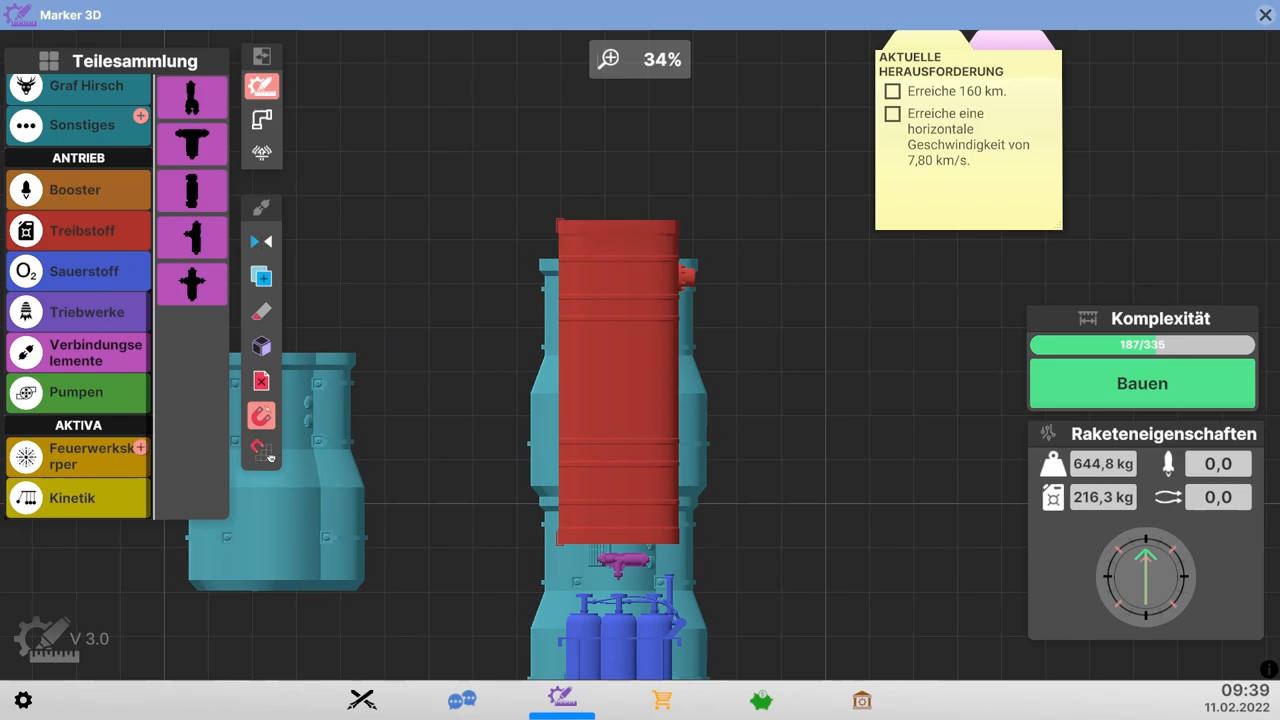 Marker 3D
Teilesammlung
Graf Hirsch
Sonstiges
ANTRIEB
Booster
Treibstoff
O2
Sauerstoff
Triebwerke
Verbindungse
lemente
Pumpen
AKTIVA
Feuerwerksk
rper
Kinetik
V 3.0
34%
AKTUELLE
HERAUSFORDERUNG
Erreiche 160 km.
Erreiche eine
horizontale
Geschwindigkeit von
7,80 km/s.
Komplexität
187/335
Bauen
Raketeneigenschaften
644,8 kg
0,0
216,3 kg
0,0
09:39
11.02.2022